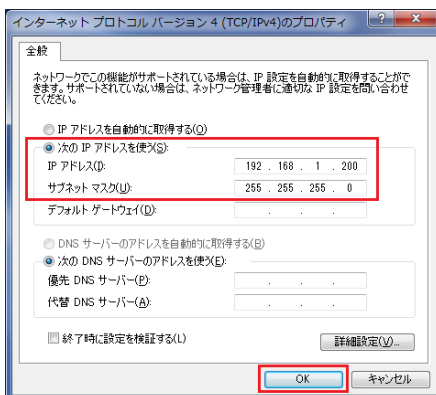 インターネット プロトコル バージョン 4 (TCP/IPv4)のプロパティ
全般
ネットワークでこの機能がサポートされている場合は、IP 設定を自動的に取得することがで
きます。サポートされていない場合は、ネットワーク管理者に適切な IP 設定を問い合わせ
てください。
IP アドレスを自動的に取得する(O)
次の IP アドレスを使う(S):
IP アドレス(I): 192 . 168 . 1 . 200
サブネット マスク(U): 255 . 255 . 255 . 0
デフォルト ゲートウェイ(D): . . .
DNS サーバーのアドレスを自動的に取得する(B)
次の DNS サーバーのアドレスを使う(E):
優先 DNS サーバー(P): . . .
代替 DNS サーバー(A): . . .
終了時に設定を検証する(L)
詳細設定(V)...
OK キャンセル